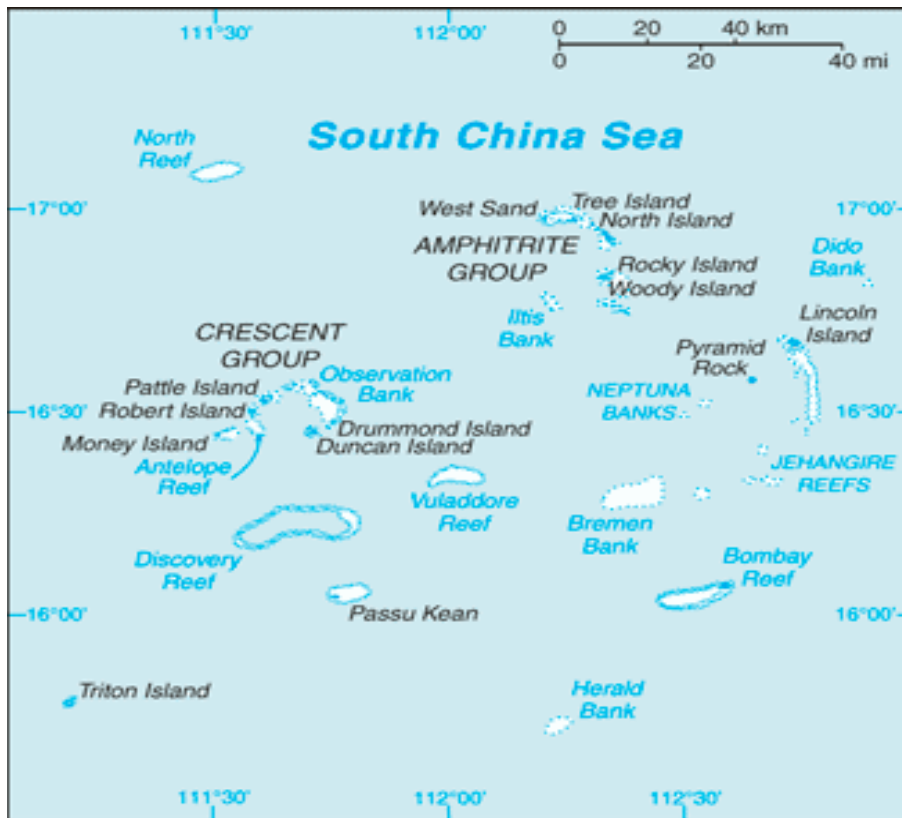 111°30' 112°00' 0 20 40 km
0 20 40 mi
South China Sea
North
Reef
17°00' 17°00'
West Sand
Tree Island
North Island
AMPHITRITE
GROUP
Dido
Bank
Rocky Island
Woody Island
Iltis
Bank
Lincoln
Island
CRESCENT
GROUP
Pyramid
Rock
Pattle Island
Observation
Bank
NEPTUNA
BANKS
Robert Island
16°30' 16°30'
Money Island
Drummond Island
Duncan Island
Antelope
Reef
JEHANGIRE
REEFS
Vuladdore
Reef
Bremen
Bank
Discovery
Reef
Bombay
Reef
Passu Kean
16°00' 16°00'
Triton Island
Herald
Bank
111°30' 112°00' 112°30'